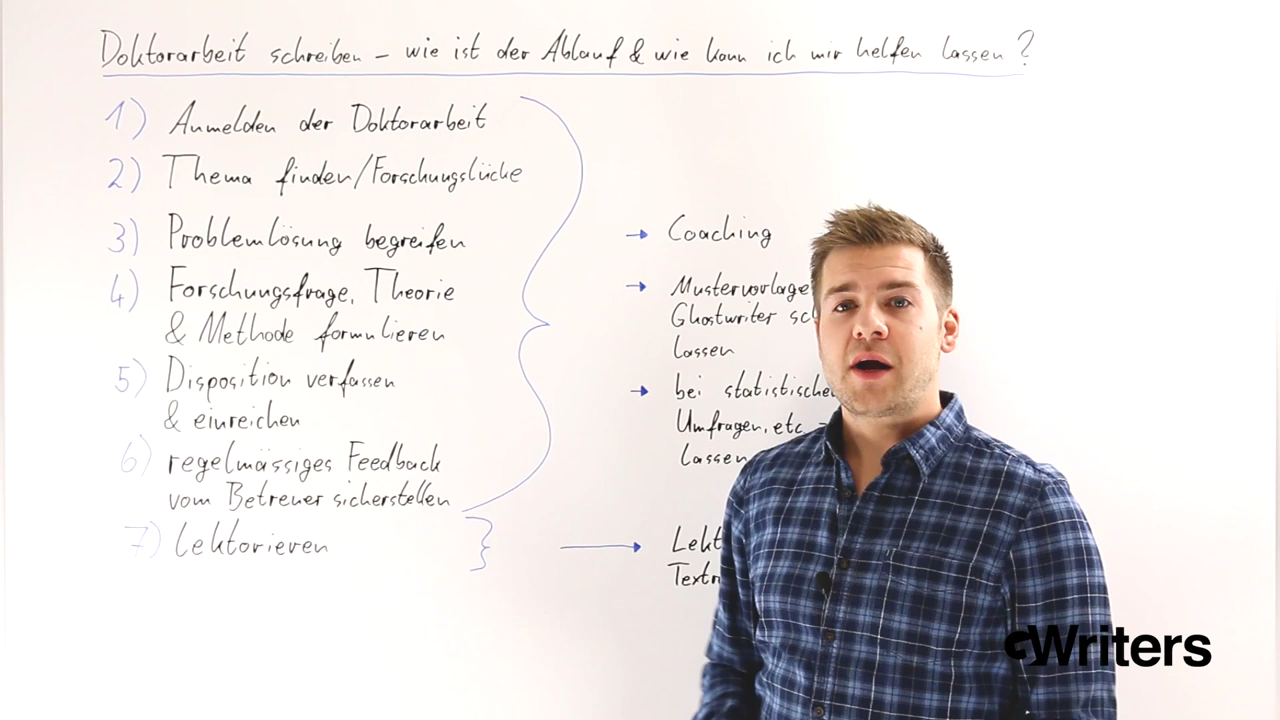 Doktorarbeit schreiben – wie ist der Ablauf & wie kann ich mir helfen lassen?
1) Anmelden der Doktorarbeit
2) Thema finden/Forschungslücke
3) Problemlösung begreifen
4) Forschungsfrage, Theorie
& Methode formulieren
5) Disposition verfassen
& einreichen
6) regelmässiges Feedback
vom Betreuer sicherstellen
7) Lektorieren
→ Coaching
→ Mustervorlage
Ghostwriter
lassen
→ bei
Umfragen, etc
lassen
→
GWriters